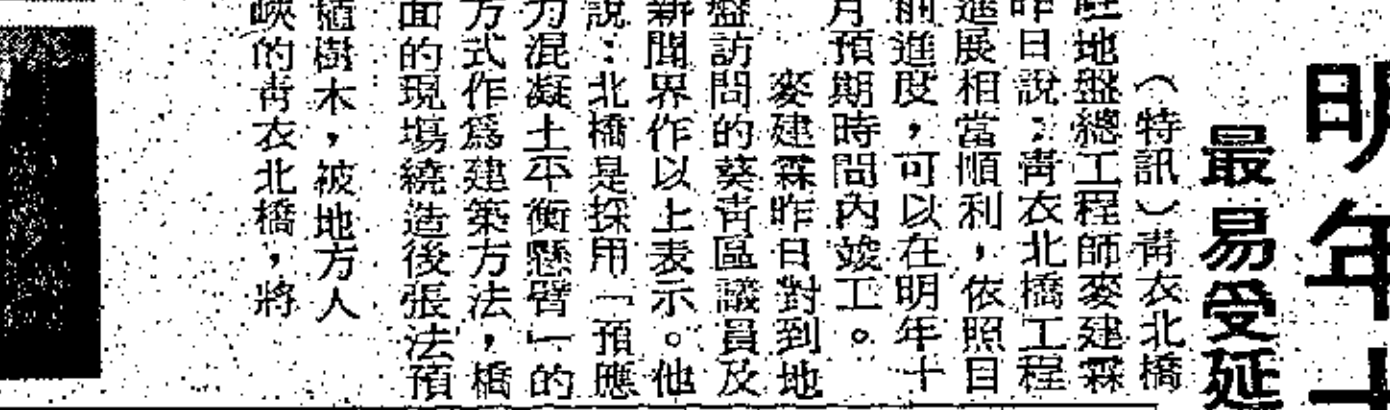 明年十
最易受延
（特訊）青衣北橋
駐地盤總工程師麥建霖
昨日說：青衣北橋工程
進展相當順利，依照目
前進度，可以在明年十
月預期時間內竣工。
麥建霖昨日對到地
盤訪問的葵青區議員及
新聞界作以上表示。他
說：北橋是採用「預應
力混凝土平衡懸臂」的
方式作爲建築方法，橋
面的現塲繞造後張法預
植樹木，被地方人
峽的青衣北橋，將